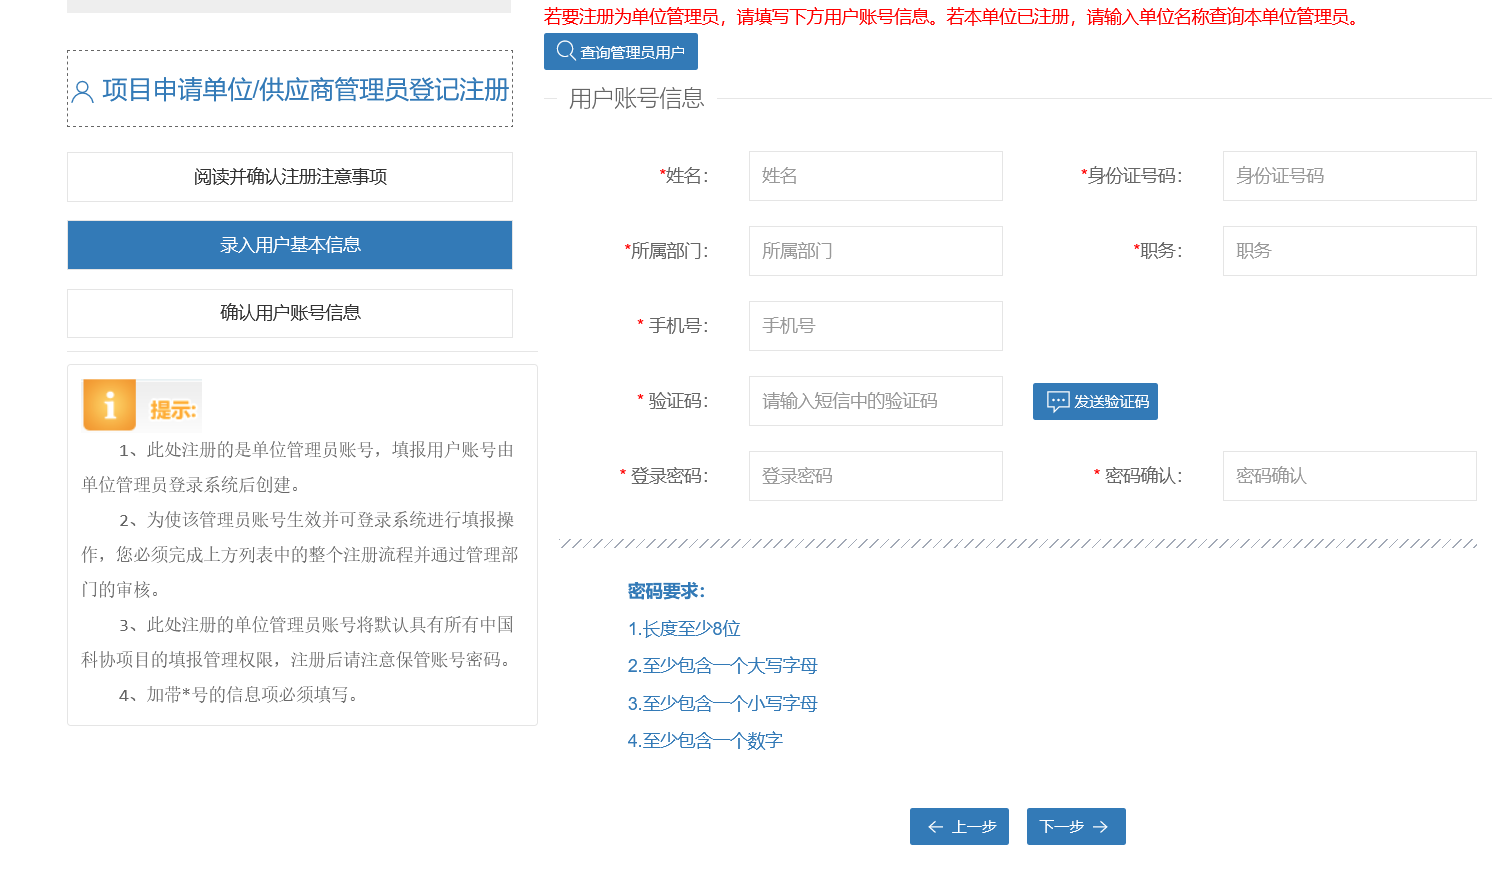 若要注册为单位管理员，请填写下方用户账号信息。若本单位已注册，请输入单位名称查询本单位管理员。
查询管理员用户
项目申请单位/供应商管理员登记注册
阅读并确认注册注意事项
录入用户基本信息
确认用户账号信息
提示:
1、此处注册的是单位管理员账号，填报用户账号由
单位管理员登录系统后创建。
2、为使该管理员账号生效并可登录系统进行填报操
作，您必须完成上方列表中的整个注册流程并通过管理部
门的审核。
3、此处注册的单位管理员账号将默认具有所有中国
科协项目的填报管理权限，注册后请注意保管账号密码。
4、加带*号的信息项必须填写。
用户账号信息
*姓名： 姓名 *身份证号码： 身份证号码
*所属部门： 所属部门 *职务： 职务
* 手机号： 手机号
* 验证码： 请输入短信中的验证码 发送验证码
* 登录密码： 登录密码 * 密码确认： 密码确认
密码要求：
1.长度至少8位
2.至少包含一个大写字母
3.至少包含一个小写字母
4.至少包含一个数字
上一步 下一步